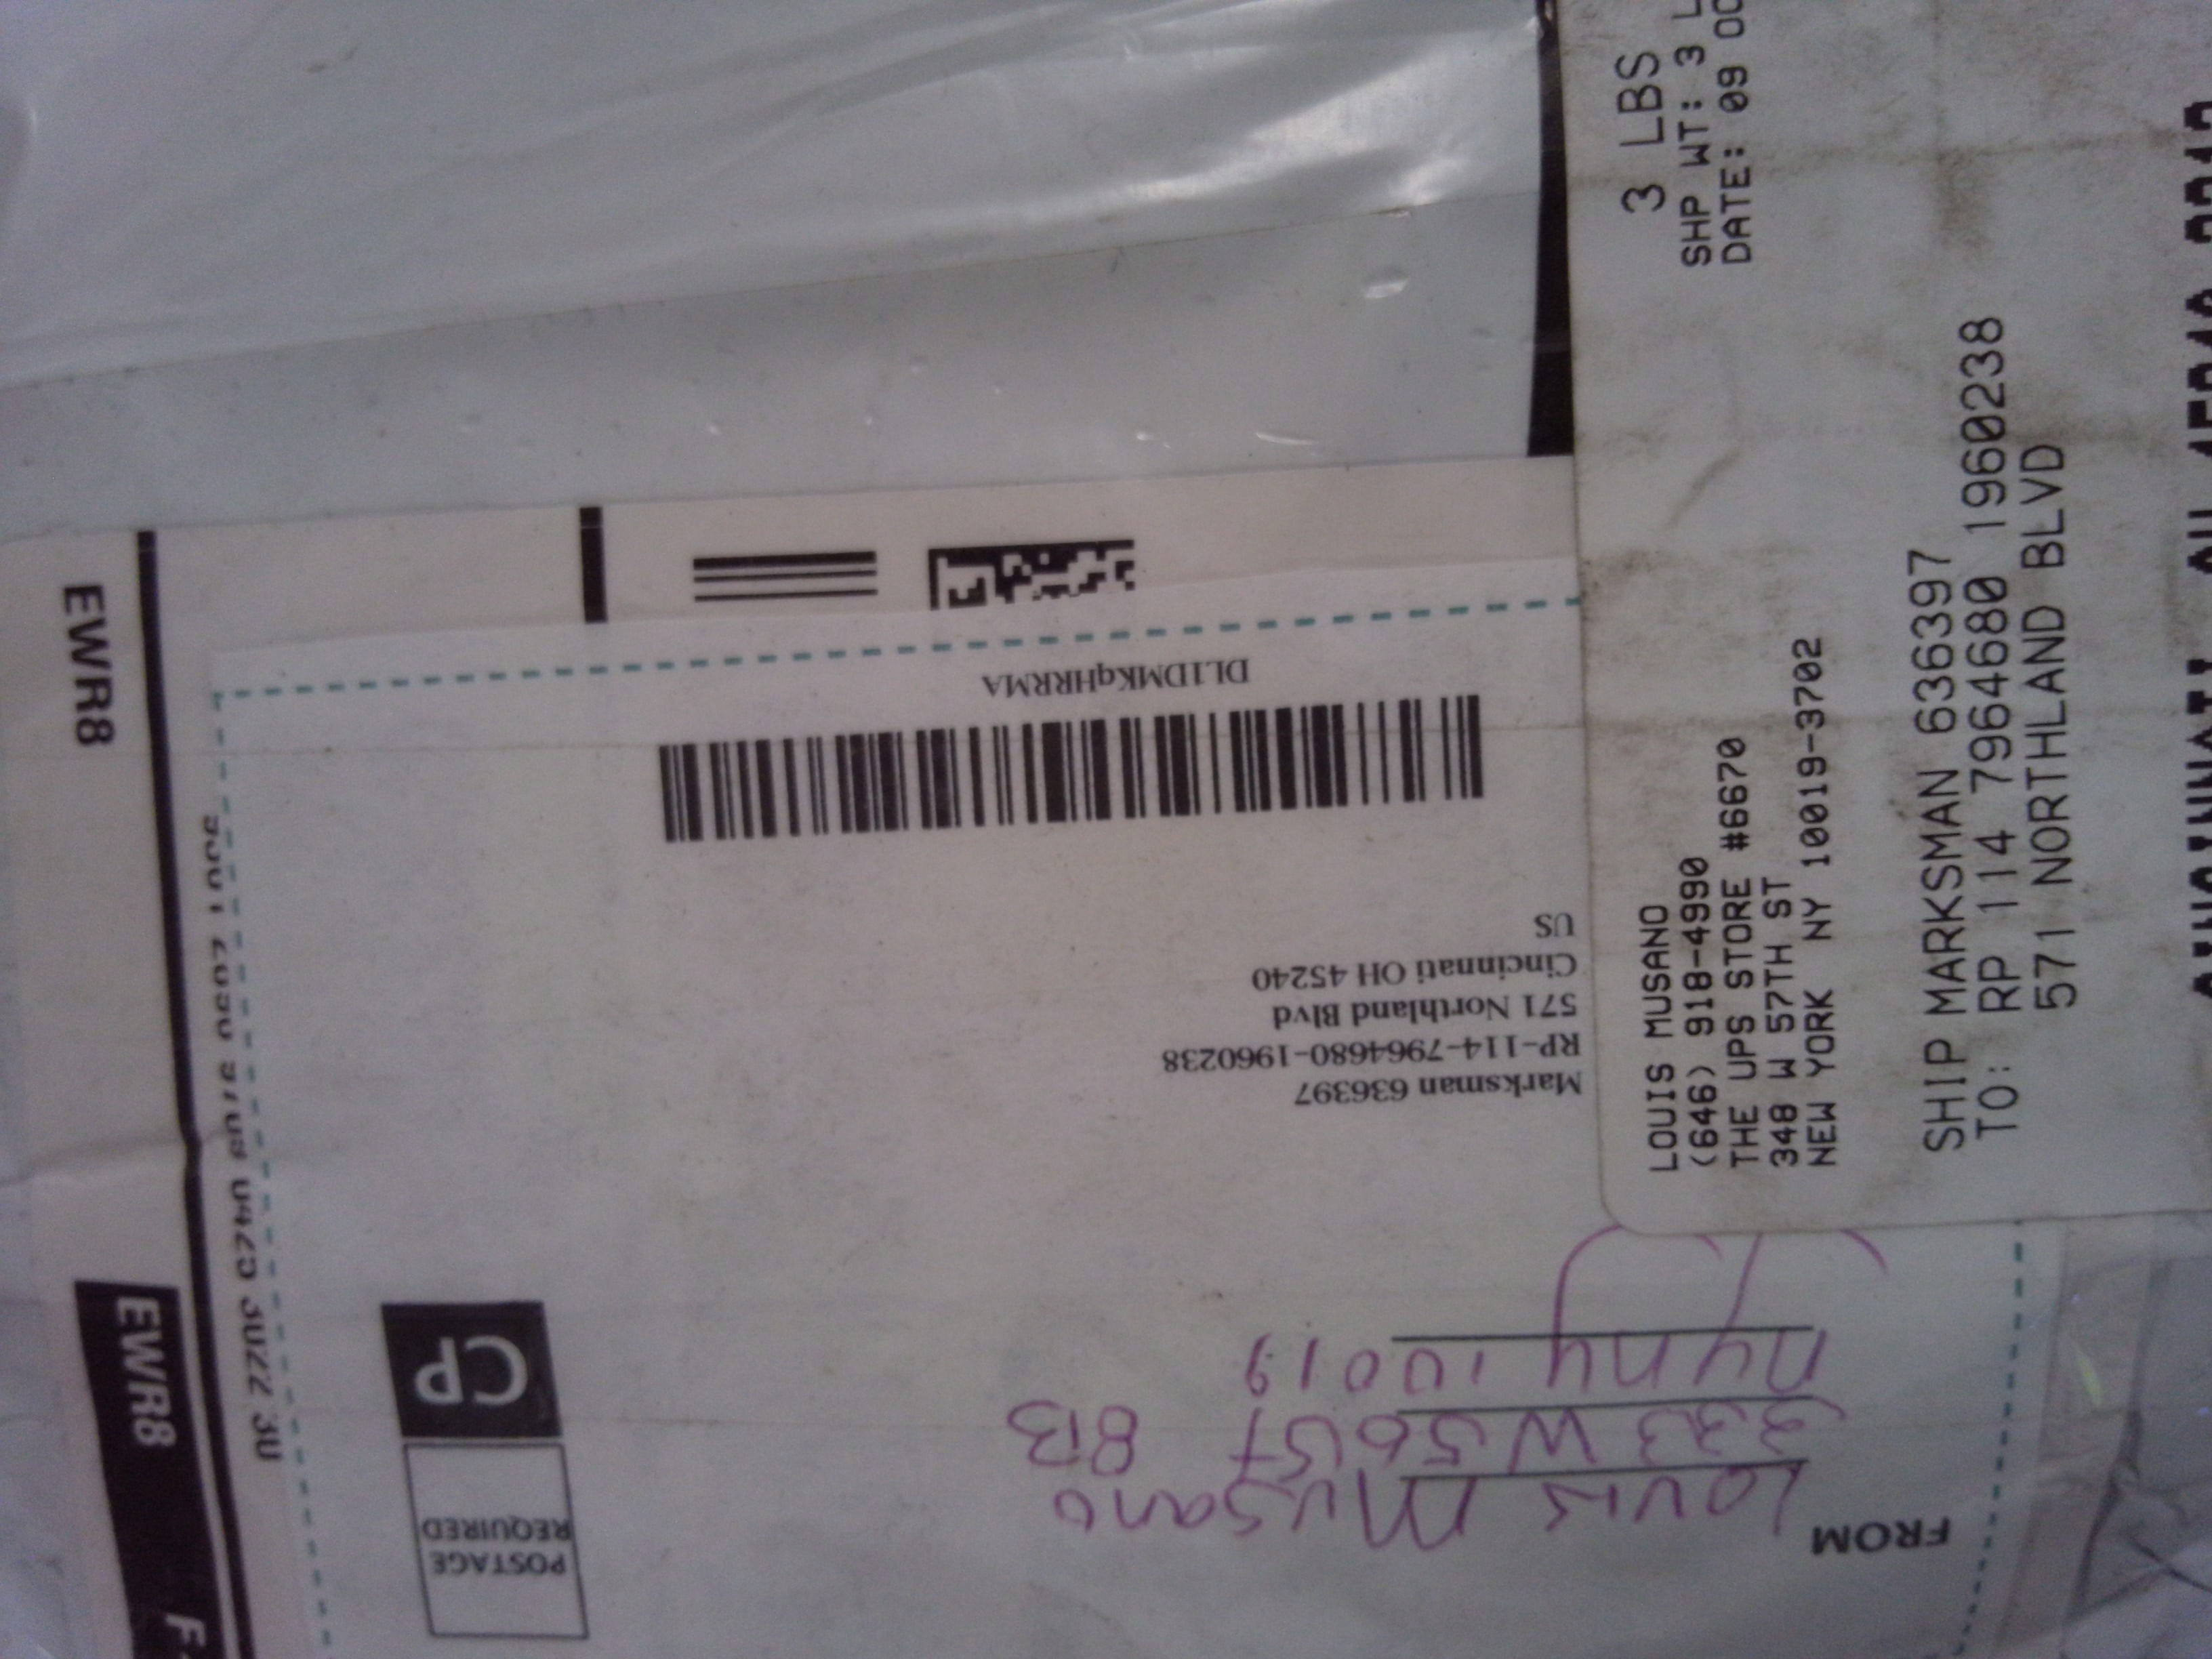 EWR8
EWR8
POSTAGE
REQUIRED
CP
FROM
Louis Musano
333 W 56 ST 8B
NY NY 10019
Marksman 636397
RP-114-7964680-1960238
571 Northland Blvd
Cincinnati OH 45240
US
DL1DMKqHRRMA
3 LBS
SHP WT: 3
DATE: 09
LOUIS MUSANO
(646) 918-4990
THE UPS STORE #6670
348 W 57TH ST
NEW YORK NY 10019-3702
SHIP MARKSMAN 636397
TO: RP 114 7964680 1960238
571 NORTHLAND BLVD